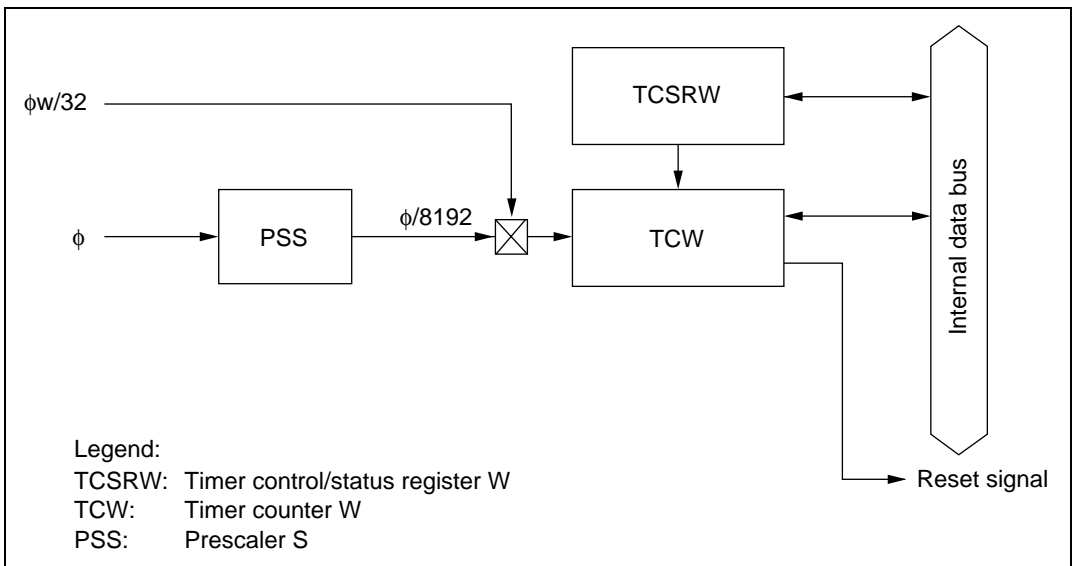 TCSRW
ϕw/32
Internal data bus
ϕ
PSS
ϕ/8192
TCW
Reset signal
Legend:
TCSRW: Timer control/status register W
TCW: Timer counter W
PSS: Prescaler S